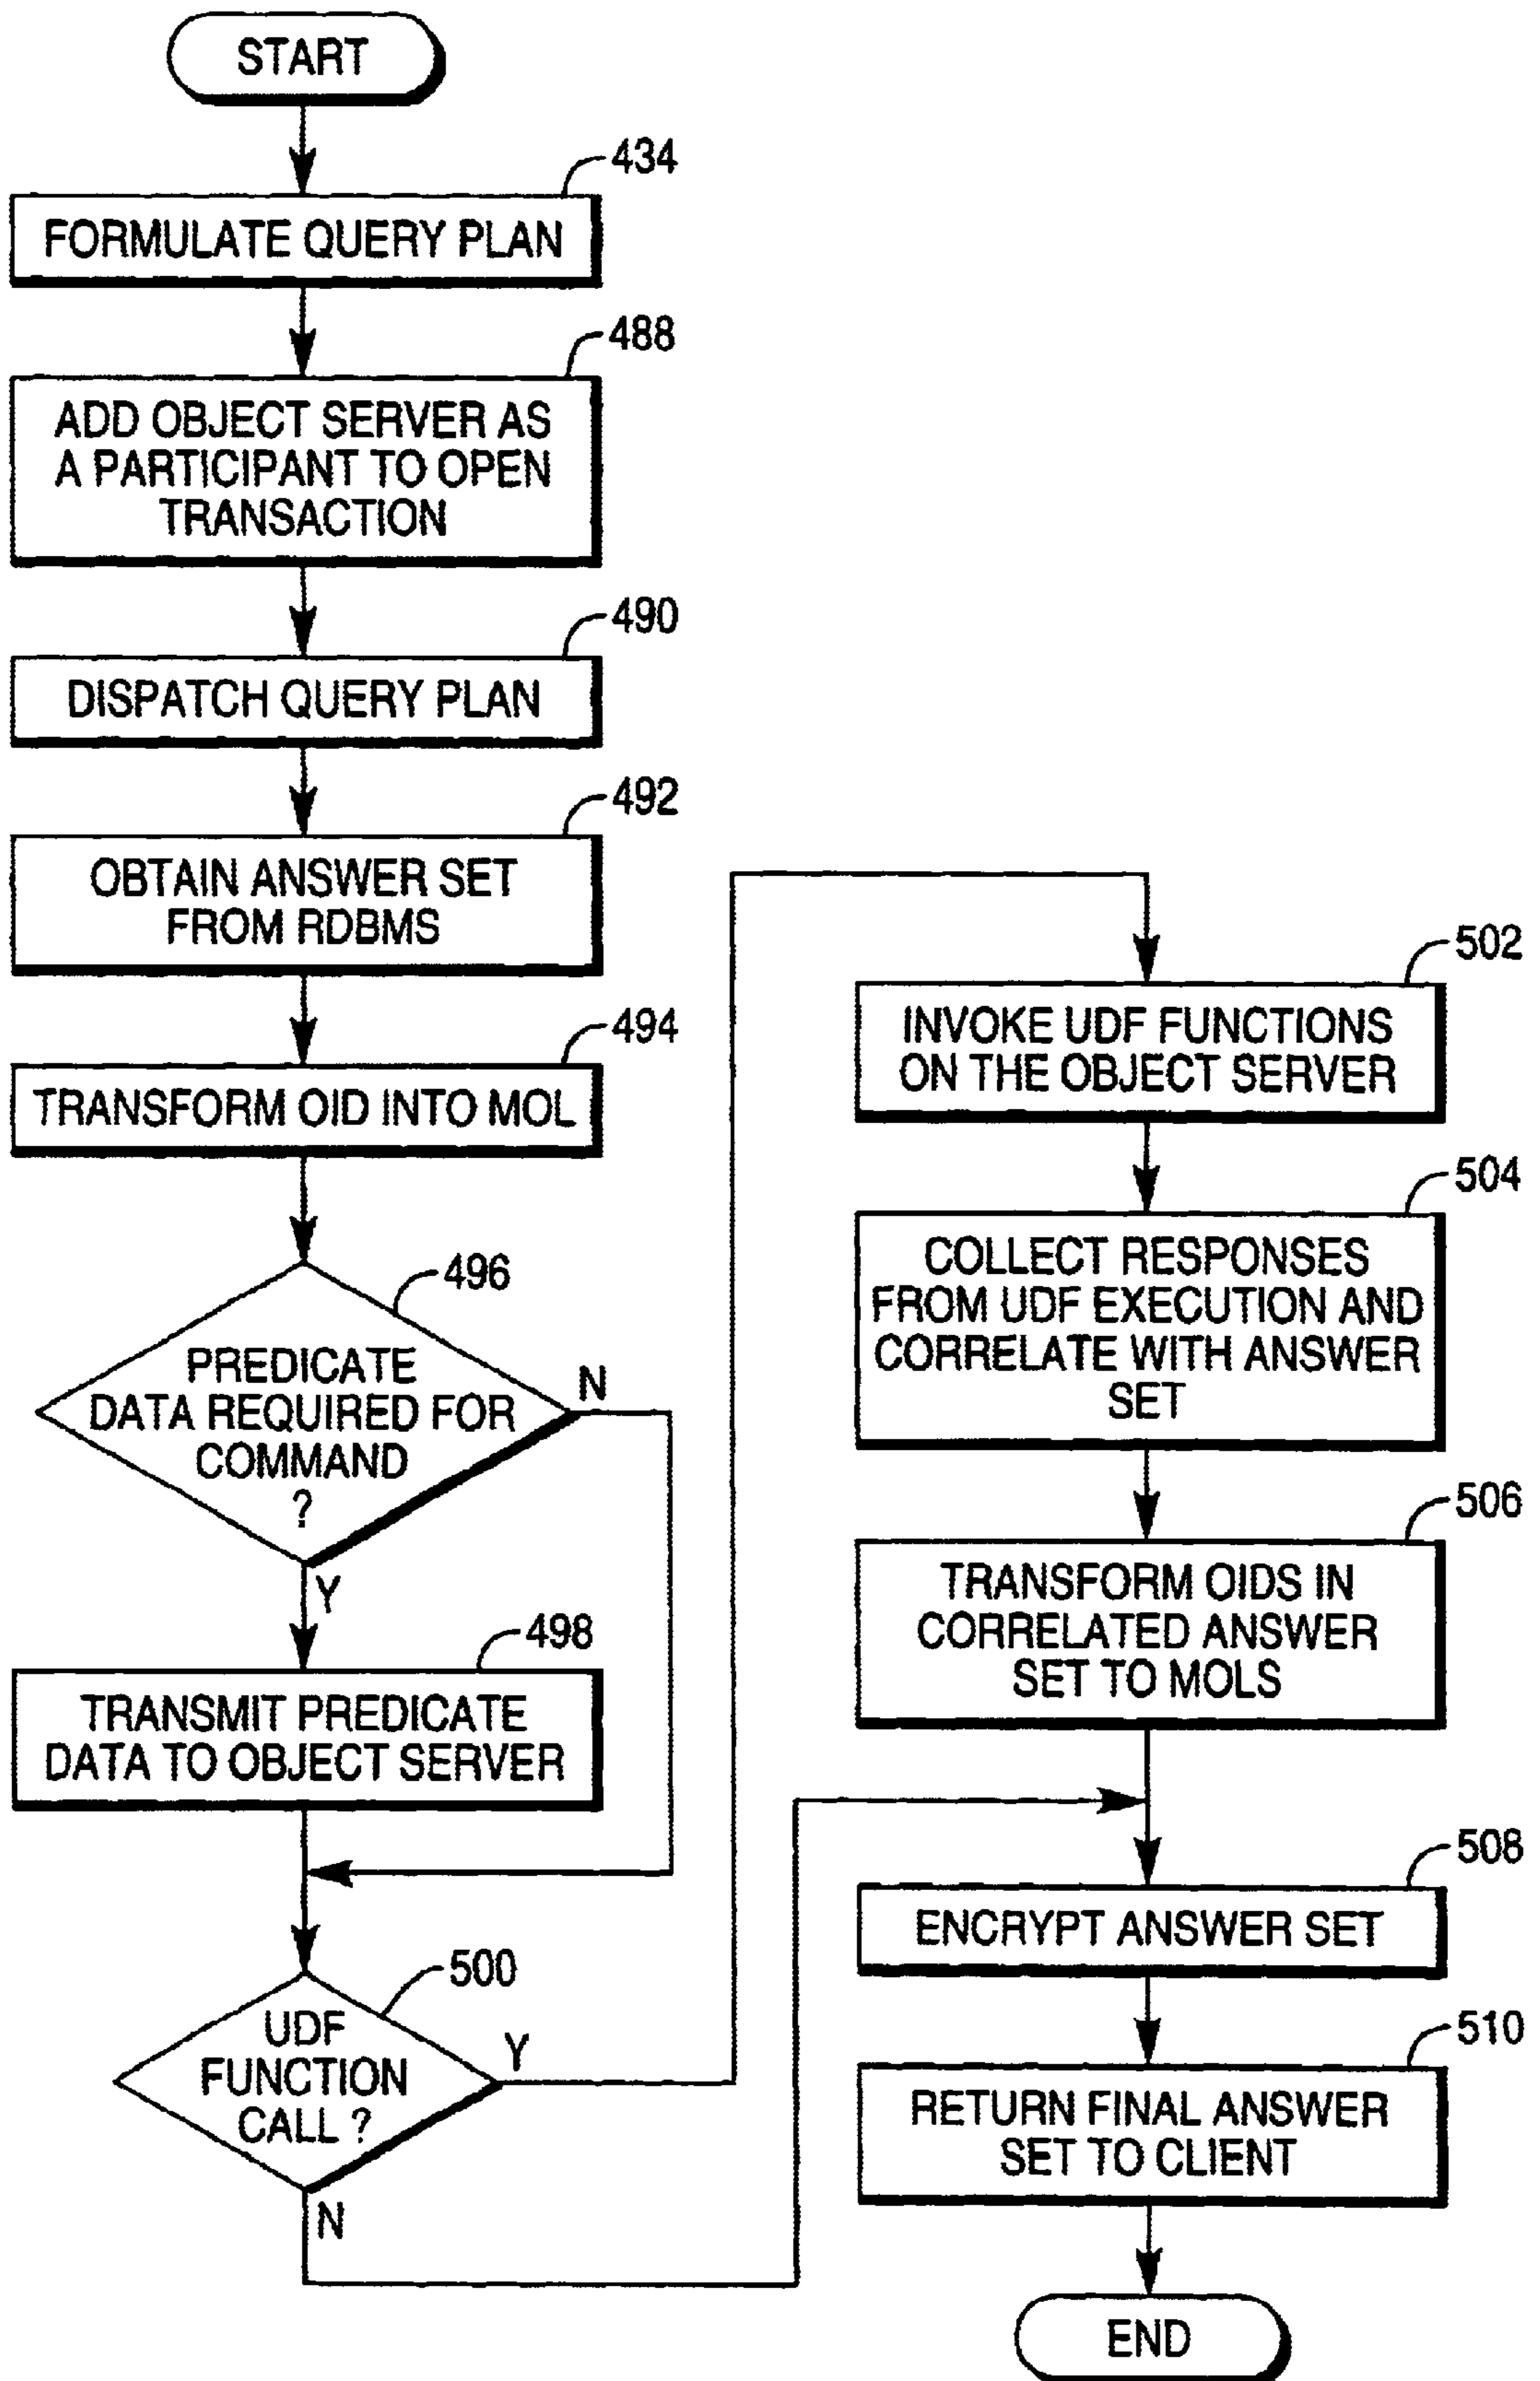 START
434
FORMULATE QUERY PLAN
488
ADD OBJECT SERVER AS
A PARTICIPANT TO OPEN
TRANSACTION
490
DISPATCH QUERY PLAN
492
OBTAIN ANSWER SET
FROM RDBMS
494
TRANSFORM OID INTO MOL
496
PREDICATE
DATA REQUIRED FOR
COMMAND
?
N
Y
498
TRANSMIT PREDICATE
DATA TO OBJECT SERVER
500
UDF
FUNCTION
CALL ?
Y
N
502
INVOKE UDF FUNCTIONS
ON THE OBJECT SERVER
504
COLLECT RESPONSES
FROM UDF EXECUTION AND
CORRELATE WITH ANSWER
SET
506
TRANSFORM OIDS IN
CORRELATED ANSWER
SET TO MOLS
508
ENCRYPT ANSWER SET
510
RETURN FINAL ANSWER
SET TO CLIENT
END